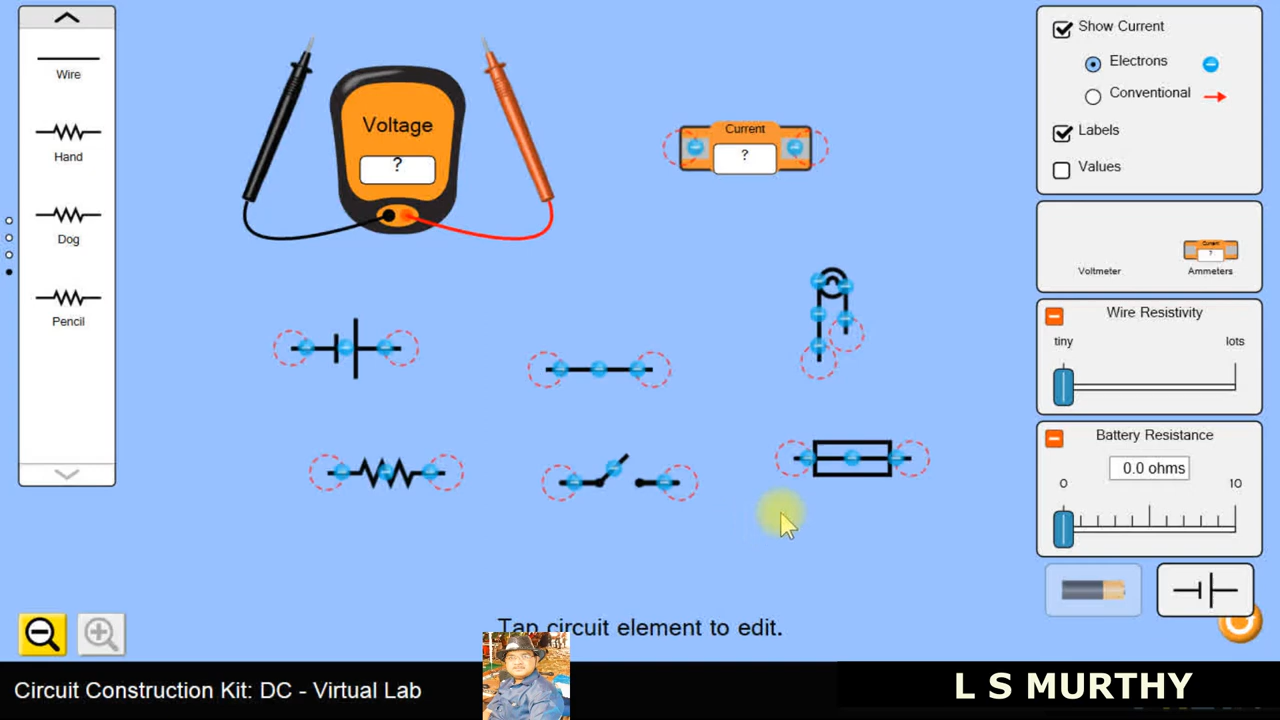 Wire
Hand
Dog
Pencil
Voltage
?
Current
?
Show Current
Electrons
Conventional
Labels
Values
Voltmeter
Current
?
Ammeters
Wire Resistivity
tiny
lots
Battery Resistance
0.0 ohms
0
10
Tap circuit element to edit.
Circuit Construction Kit: DC - Virtual Lab
L S MURTHY